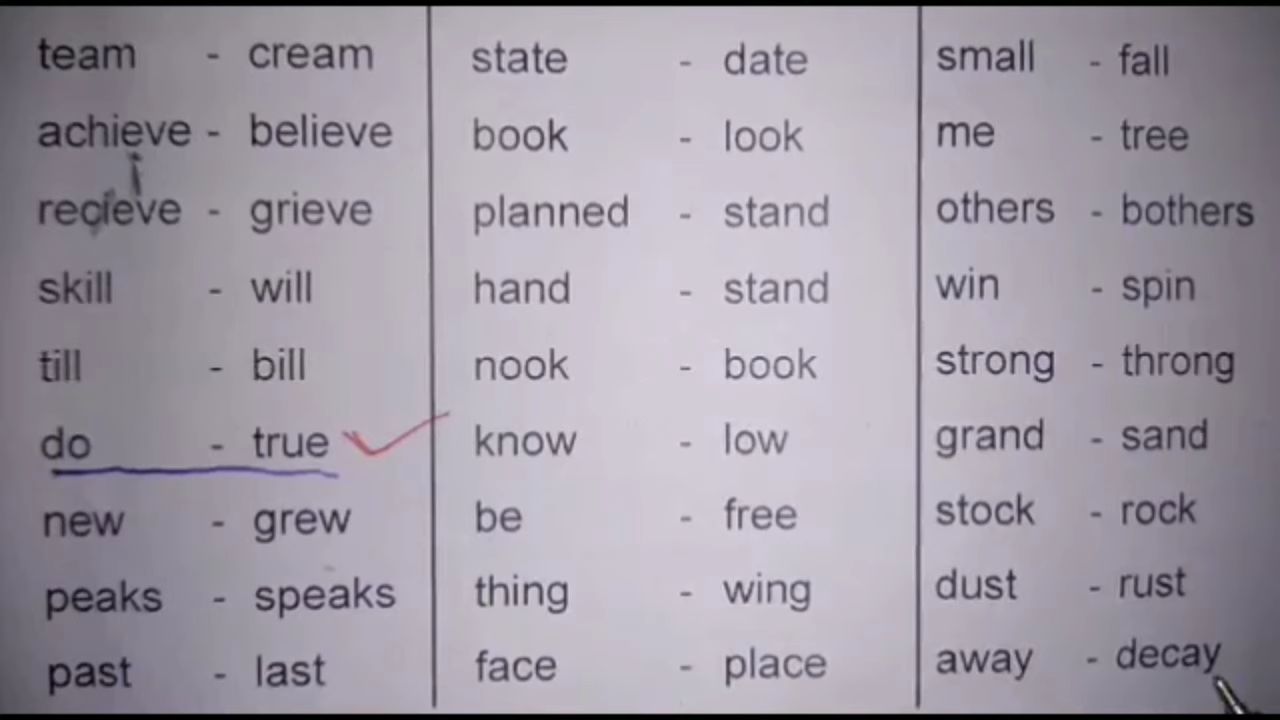 team - cream
achieve - believe
recieve - grieve
skill - will
till - bill
do - true
new - grew
peaks - speaks
past - last
state - date
book - look
planned - stand
hand - stand
nook - book
know - low
be - free
thing - wing
face - place
small - fall
me - tree
others - bothers
win - spin
strong - throng
grand - sand
stock - rock
dust - rust
away - decay